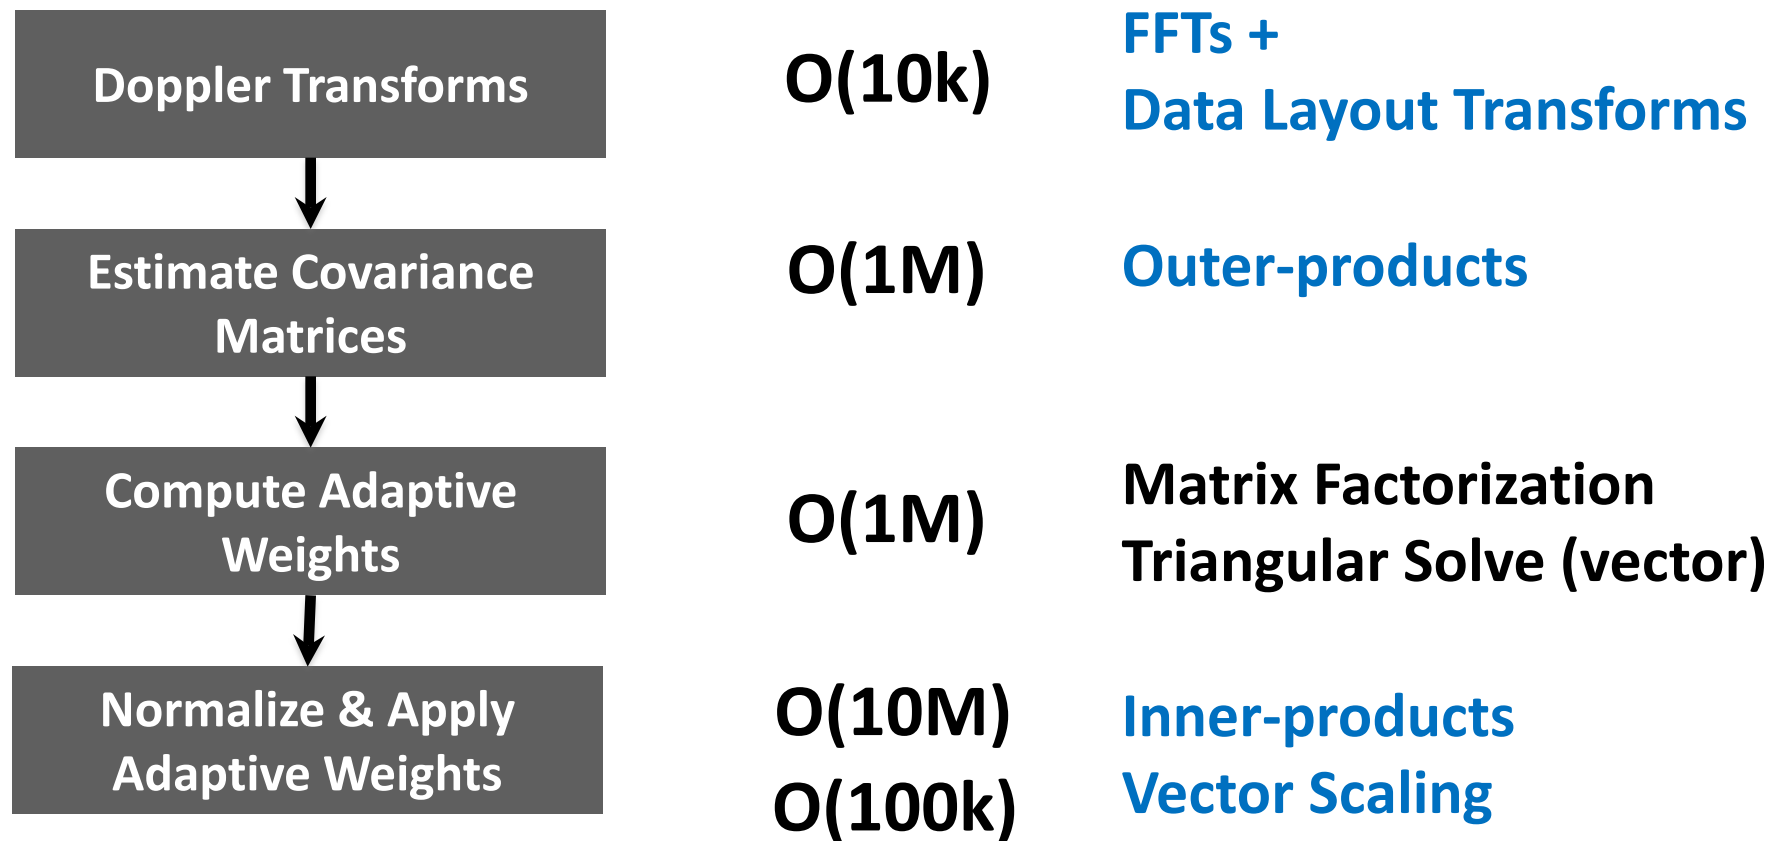 Doppler Transforms
O(10k)
FFTs +
Data Layout Transforms
Estimate Covariance
Matrices
O(1M)
Outer-products
Compute Adaptive
Weights
O(1M)
Matrix Factorization
Triangular Solve (vector)
Normalize & Apply
Adaptive Weights
O(10M)
Inner-products
O(100k)
Vector Scaling